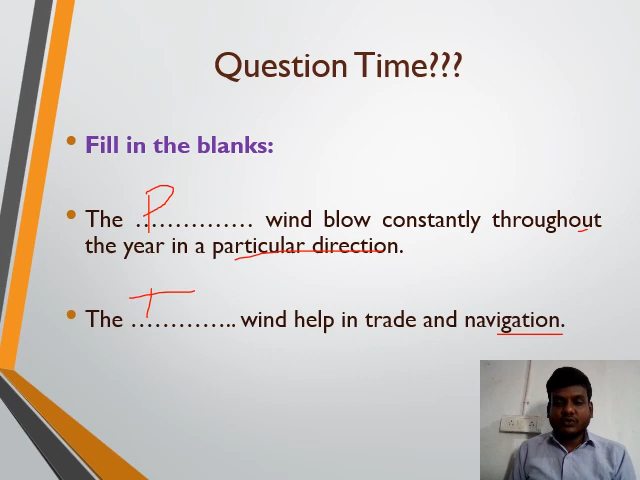 Question Time???
Fill in the blanks:
P
The …………… wind blow constantly throughout
the year in a particular direction.
T
The ………….. wind help in trade and navigation.